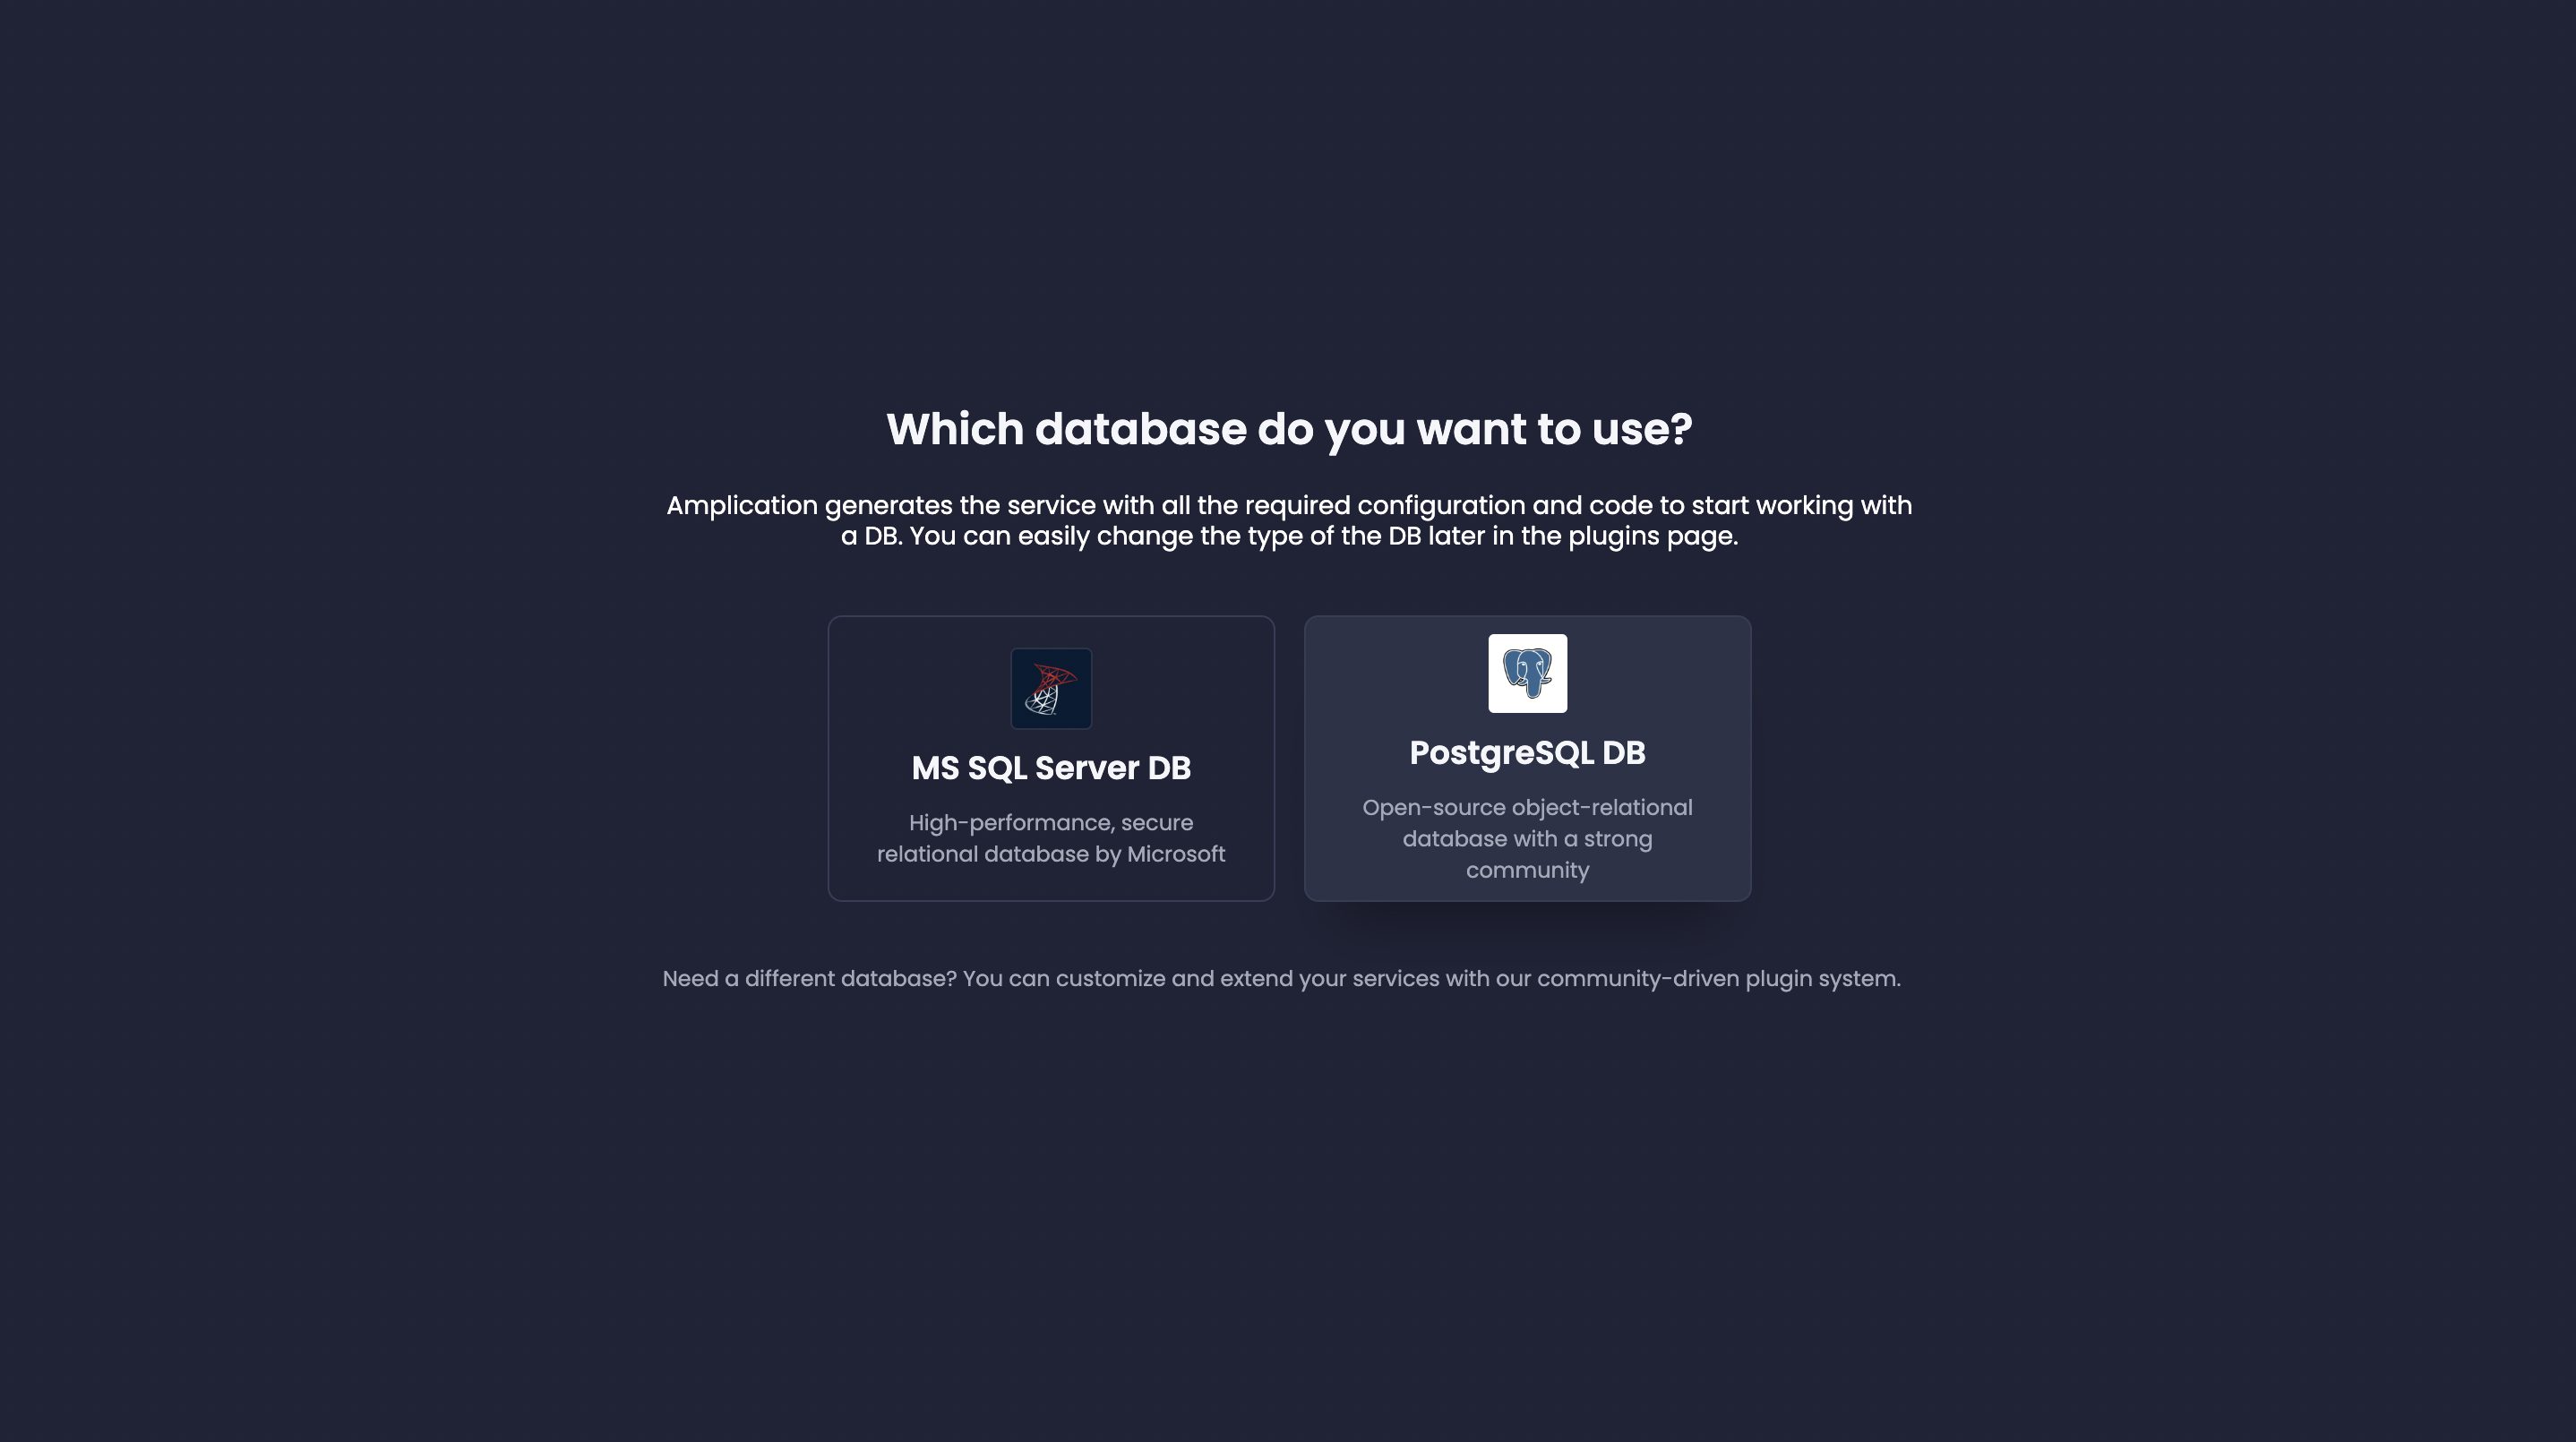 Which database do you want to use?
Amplication generates the service with all the required configuration and code to start working with
a DB. You can easily change the type of the DB later in the plugins page.
MS SQL Server DB
High-performance, secure
relational database by Microsoft
PostgreSQL DB
Open-source object-relational
database with a strong
community
Need a different database? You can customize and extend your services with our community-driven plugin system.